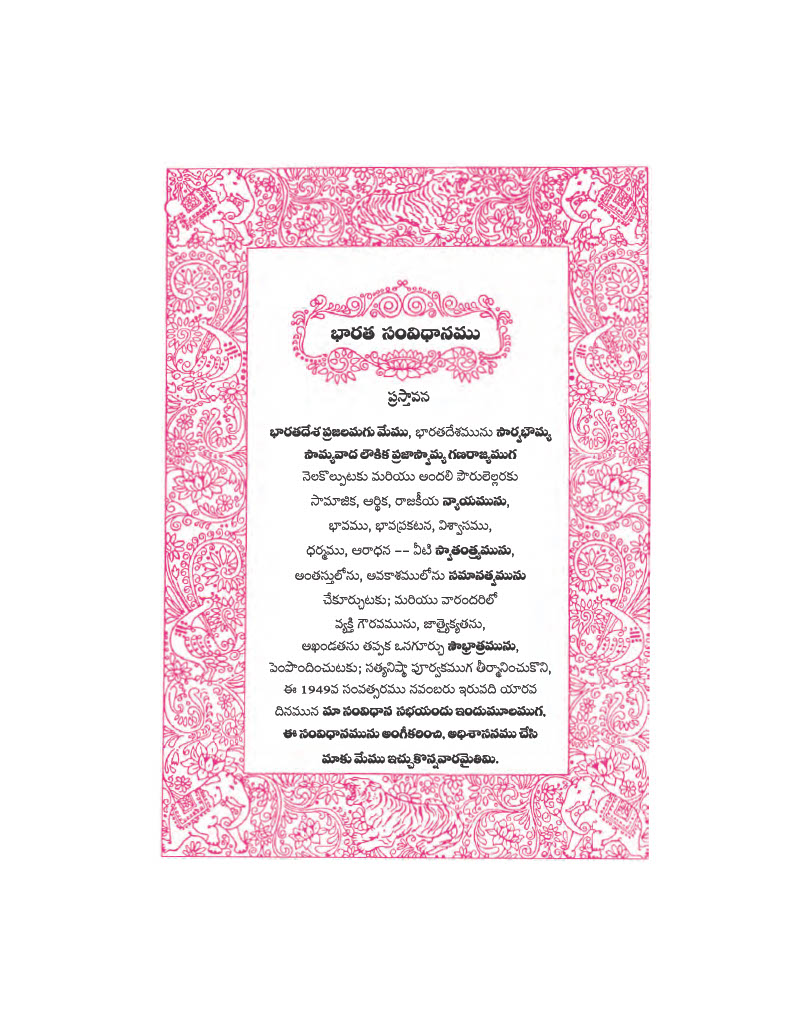 భారత సంవిధానము
ప్రస్తావన
భారతదేశ ప్రజలమగు మేము, భారతదేశమును సార్వభౌమ్య
సామ్యవాద లౌకిక ప్రజాస్వామ్య గణరాజ్యముగ
నెలకొల్పుటకు మరియు అందలి పౌరులెల్లరకు
సామాజిక, ఆర్థిక, రాజకీయ న్యాయమును,
భావము, భావప్రకటన, విశ్వాసము,
ధర్మము, ఆరాధన -- వీటి స్వాతంత్ర్యమును,
అంతస్తులోను, అవకాశములోను సమానత్వమును
చేకూర్చుటకు; మరియు వారందరిలో
వ్యక్తి గౌరవమును, జాత్యైక్యతను,
అఖండతను తప్పక ఒనగూర్చు సౌభ్రాత్రమును,
పెంపొందించుటకు; సత్యనిష్ఠా పూర్వకముగ తీర్మానించుకొని,
ఈ 1949వ సంవత్సరము నవంబరు ఇరువది యారవ
దినమున మా సంవిధాన సభయందు ఇందుమూలముగ,
ఈ సంవిధానమును అంగీకరించి, అధిశాసనము చేసి
మాకు మేము ఇచ్చుకొన్నవారమైతిమి.